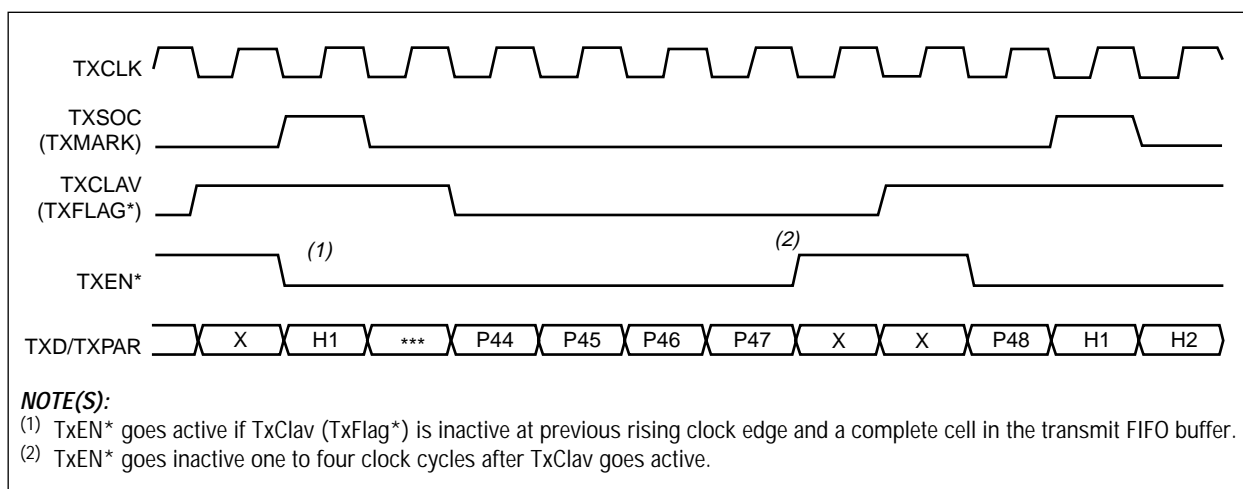 TXCLK
TXSOC
(TXMARK)
TXCLAV
(TXFLAG*)
(1)
(2)
TXEN*
TXD/TXPAR X H1 *** P44 P45 P46 P47 X X P48 H1 H2
NOTE(S):
(1) TxEN* goes active if TxClav (TxFlag*) is inactive at previous rising clock edge and a complete cell in the transmit FIFO buffer.
(2) TxEN* goes inactive one to four clock cycles after TxClav goes active.